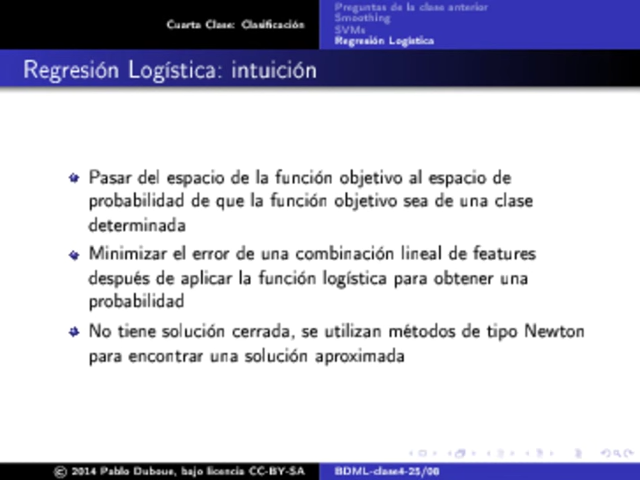 Cuarta Clase: Clasificación
Preguntas de la clase anterior
Smoothing
SVMs
Regresión Logística
Regresión Logística: intuición
Pasar del espacio de la función objetivo al espacio de
probabilidad de que la función objetivo sea de una clase
determinada
Minimizar el error de una combinación lineal de features
después de aplicar la función logística para obtener una
probabilidad
No tiene solución cerrada, se utilizan métodos de tipo Newton
para encontrar una solución aproximada
© 2014 Pablo Duboue, bajo licencia CC-BY-SA
BDML-clase4-25/08